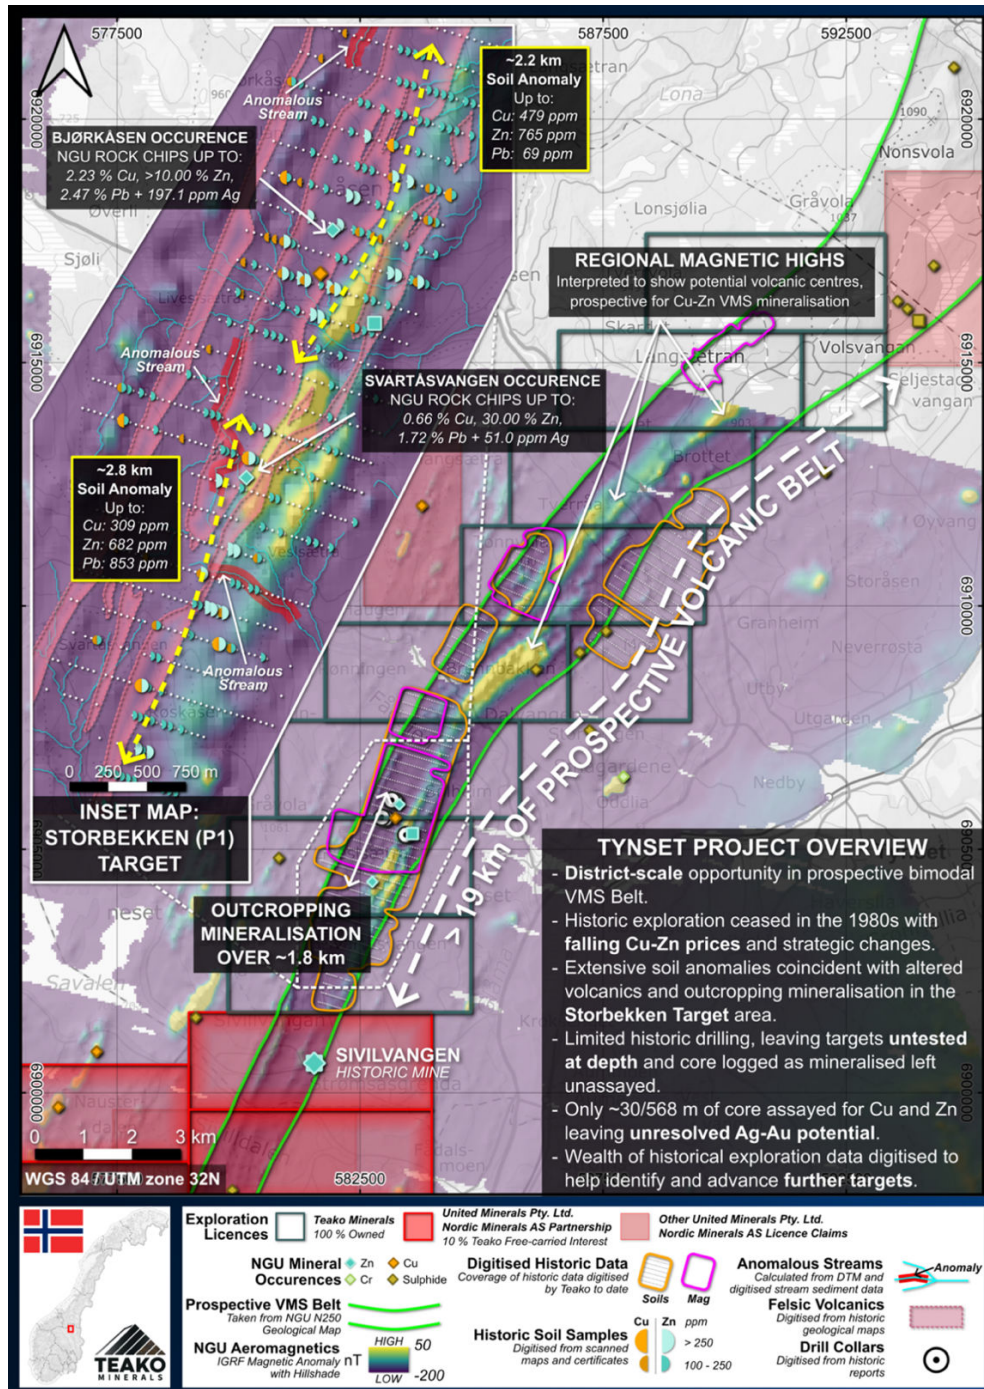 577500
587500
592500
6920000
6920000
~2.2 km
Soil Anomaly
Up to:
Cu: 479 ppm
Zn: 765 ppm
Pb: 69 ppm
Anomalous
Stream
BJØRKÅSEN OCCURENCE
NGU ROCK CHIPS UP TO:
2.23 % Cu, >10.00 % Zn,
2.47 % Pb + 197.1 ppm Ag
Lona
1090
Nonsvola
Gråvola
1037
Lonsjølia
Sjøli
REGIONAL MAGNETIC HIGHS
Interpreted to show potential volcanic centres,
prospective for Cu-Zn VMS mineralisation
Volsvangan
6915000
6915000
Anomalous
Stream
SVARTÅSVANGEN OCCURENCE
NGU ROCK CHIPS UP TO:
0.66 % Cu, 30.00 % Zn,
1.72 % Pb + 51.0 ppm Ag
Brottet
~2.8 km
Soil Anomaly
Up to:
Cu: 309 ppm
Zn: 682 ppm
Pb: 853 ppm
Øyvang
Storåsen
6910000
6910000
Granheim
Neverrosta
Anomalous
Stream
Utby
Utgarden
Nedby
Oddlia
19 km OF PROSPECTIVE VOLCANIC BELT
0 250 500 750 m
INSET MAP:
STORBEKKEN (P1)
TARGET
OUTCROPPING
MINERALISATION
OVER ~1.8 km
Savalen
SIVILVANGEN
HISTORIC MINE
TYNSET PROJECT OVERVIEW
- District-scale opportunity in prospective bimodal
VMS Belt.
- Historic exploration ceased in the 1980s with
falling Cu-Zn prices and strategic changes.
- Extensive soil anomalies coincident with altered
volcanics and outcropping mineralisation in the
Storbekken Target area.
- Limited historic drilling, leaving targets untested
at depth and core logged as mineralised left
unassayed.
- Only ~30/568 m of core assayed for Cu and Zn
leaving unresolved Ag-Au potential.
- Wealth of historical exploration data digitised to
help identify and advance further targets.
0 1 2 3 km
WGS 84 / UTM zone 32N
582500
Exploration
Licences
Teako Minerals
100 % Owned
United Minerals Pty. Ltd.
Nordic Minerals AS Partnership
10 % Teako Free-carried Interest
Other United Minerals Pty. Ltd.
Nordic Minerals AS Licence Claims
NGU Mineral
Occurences
Zn
Cu
Cr
Sulphide
Digitised Historic Data
Coverage of historic data digitised
by Teako to date
Soils
Mag
Anomalous Streams
Calculated from DTM and
digitised stream sediment data
Anomaly
Prospective VMS Belt
Taken from NGU N250
Geological Map
Felsic Volcanics
Digitised from historic
geological maps
NGU Aeromagnetics
IGRF Magnetic Anomaly
with Hillshade
nT
HIGH
LOW
50
-200
Historic Soil Samples
Digitised from scanned
maps and certificates
Cu Zn ppm
> 250
100 - 250
Drill Collars
Digitised from historic
reports
TEAKO
MINERALS